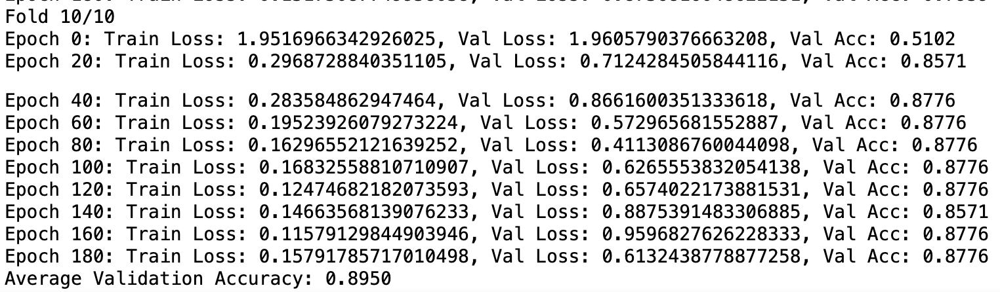 Fold 10/10
Epoch 0: Train Loss: 1.9516966342926025, Val Loss: 1.9605790376663208, Val Acc: 0.5102
Epoch 20: Train Loss: 0.2968728840351105, Val Loss: 0.7124284505844116, Val Acc: 0.8571
Epoch 40: Train Loss: 0.283584862947464, Val Loss: 0.8661600351333618, Val Acc: 0.8776
Epoch 60: Train Loss: 0.19523926079273224, Val Loss: 0.572965681552887, Val Acc: 0.8776
Epoch 80: Train Loss: 0.16296552121639252, Val Loss: 0.4113086760044098, Val Acc: 0.8776
Epoch 100: Train Loss: 0.16832558810710907, Val Loss: 0.6265553832054138, Val Acc: 0.8776
Epoch 120: Train Loss: 0.12474682182073593, Val Loss: 0.6574022173881531, Val Acc: 0.8776
Epoch 140: Train Loss: 0.14663568139076233, Val Loss: 0.8875391483306885, Val Acc: 0.8571
Epoch 160: Train Loss: 0.11579129844903946, Val Loss: 0.9596827626228333, Val Acc: 0.8776
Epoch 180: Train Loss: 0.15791785717010498, Val Loss: 0.6132438778877258, Val Acc: 0.8776
Average Validation Accuracy: 0.8950